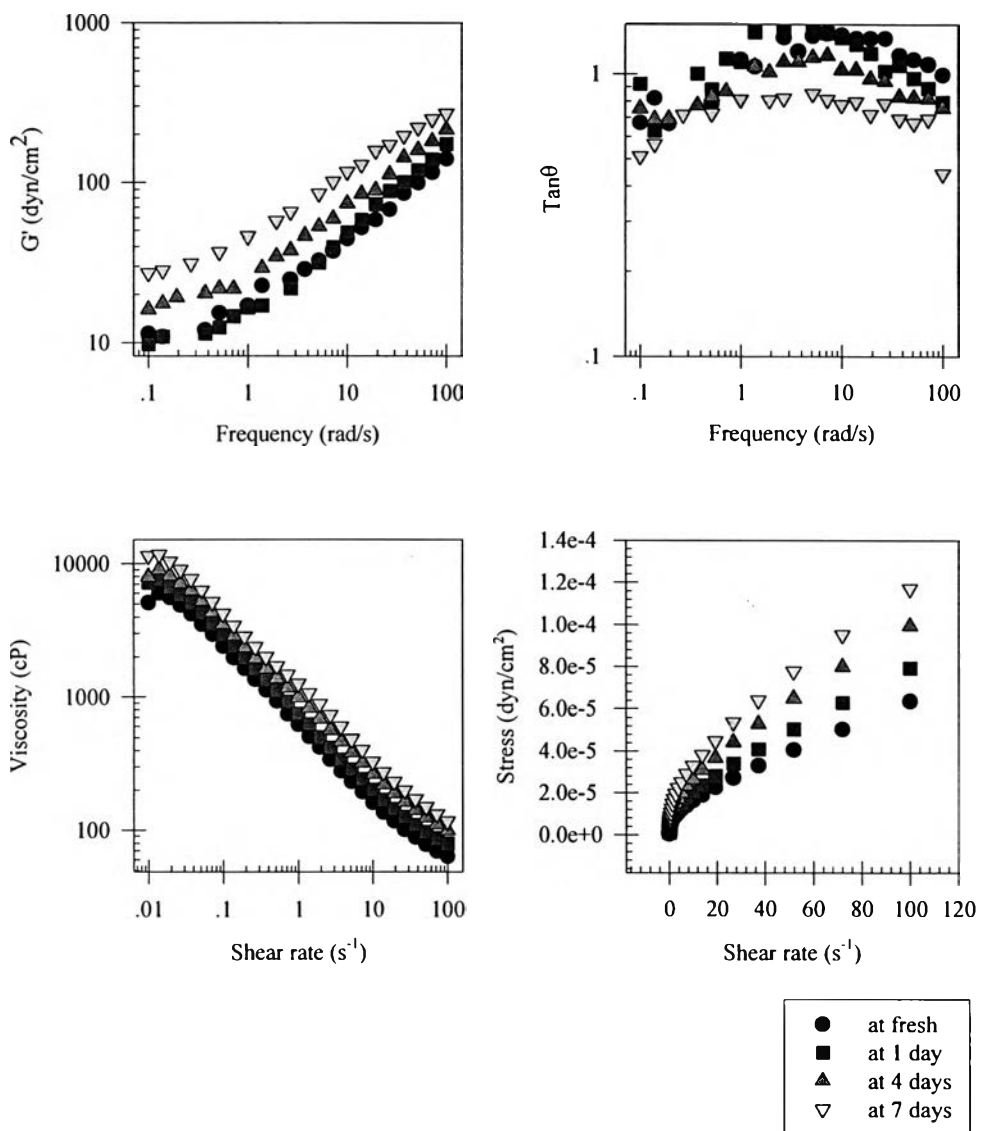 1000
100
10
G' (dyn/cm²)
.1 1 10 100
Frequency (rad/s)
1
.1
Tanθ
.1 1 10 100
Frequency (rad/s)
10000
1000
100
Viscosity (cP)
.01 .1 1 10 100
Shear rate (s⁻¹)
1.4e-4
1.2e-4
1.0e-4
8.0e-5
6.0e-5
4.0e-5
2.0e-5
0.0e+0
Stress (dyn/cm²)
0 20 40 60 80 100 120
Shear rate (s⁻¹)
at fresh
at 1 day
at 4 days
at 7 days